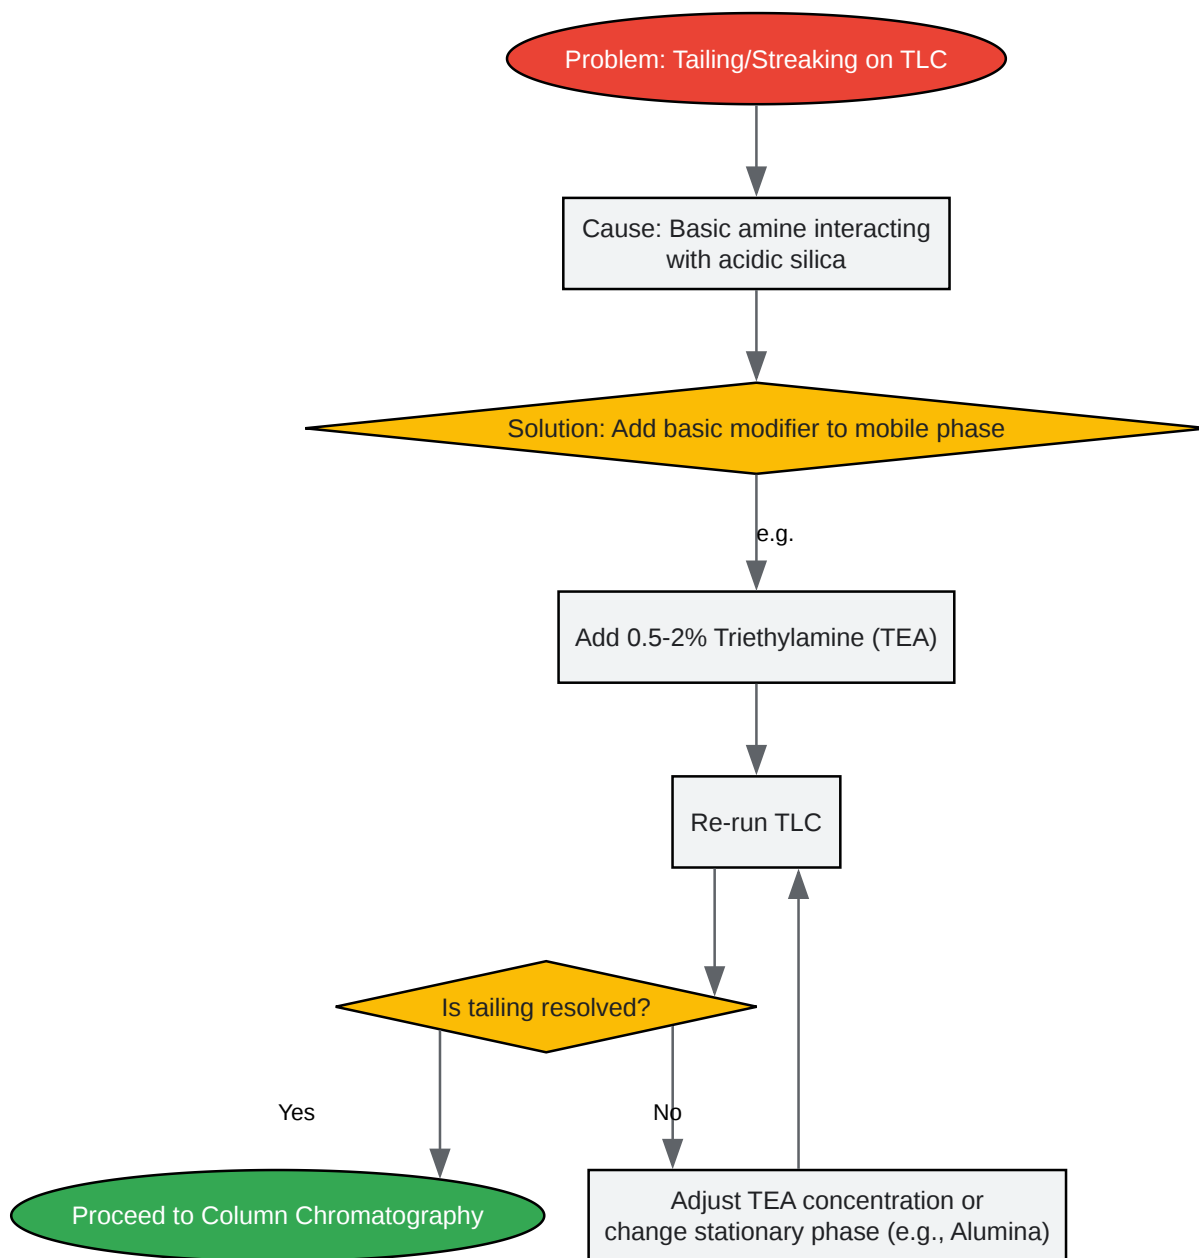 Problem: Tailing/Streaking on TLC
Cause: Basic amine interacting
with acidic silica
Solution: Add basic modifier to mobile phase
e.g.
Add 0.5-2% Triethylamine (TEA)
Re-run TLC
Is tailing resolved?
Yes
No
Proceed to Column Chromatography
Adjust TEA concentration or
change stationary phase (e.g., Alumina)